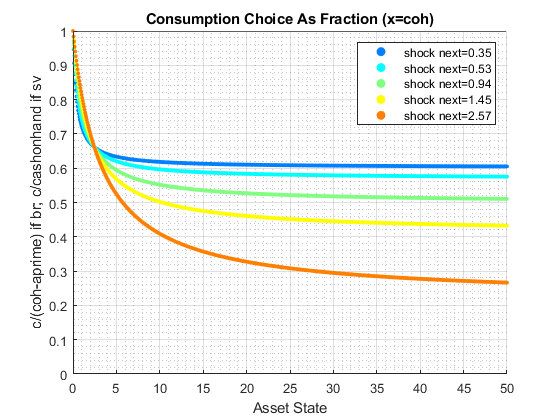 Consumption Choice As Fraction (x=coh)
c/(coh-aprime) if br, c/cashonhand if sv
1
0.9
0.8
0.7
0.6
0.5
0.4
0.3
0.2
0.1
0
shock next=0.35
shock next=0.53
shock next=0.94
shock next=1.45
shock next=2.57
0 5 10 15 20 25 30 35 40 45 50
Asset State